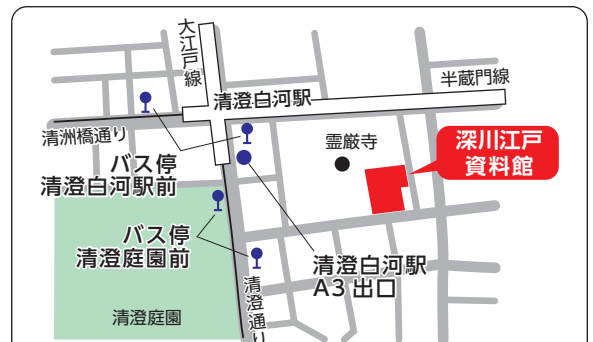 大江戸線
清澄白河駅
半蔵門線
清洲橋通り
バス停
清澄白河駅前
霊厳寺
深川江戸
資料館
バス停
清澄庭園前
清澄白河駅
A3 出口
清澄庭園
清澄通り